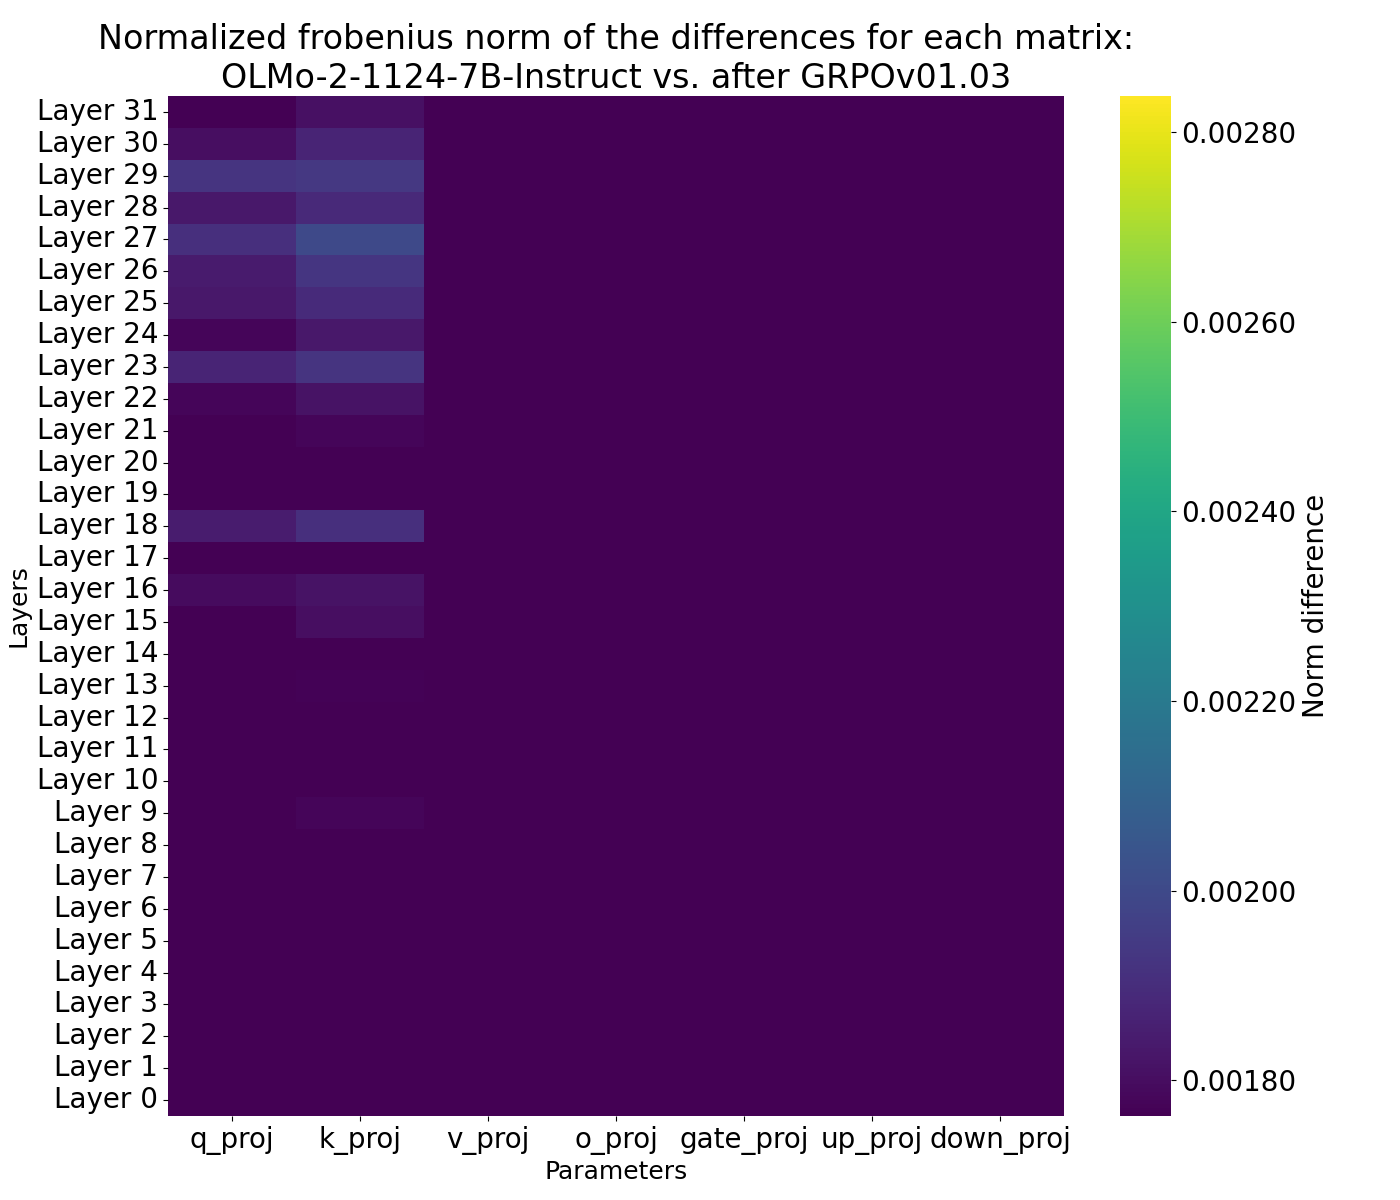 Normalized frobenius norm of the differences for each matrix:
OLMo-2-1124-7B-Instruct vs. after GRPOv01.03
Layer 31
Layer 30
Layer 29
Layer 28
Layer 27
Layer 26
Layer 25
Layer 24
Layer 23
Layer 22
Layer 21
Layer 20
Layer 19
Layer 18
Layer 17
Layer 16
Layer 15
Layer 14
Layer 13
Layer 12
Layer 11
Layer 10
Layer 9
Layer 8
Layer 7
Layer 6
Layer 5
Layer 4
Layer 3
Layer 2
Layer 1
Layer 0
Layers
q_proj k_proj v_proj o_proj gate_proj up_proj down_proj
Parameters
0.00280
0.00260
0.00240
0.00220
0.00200
0.00180
Norm difference